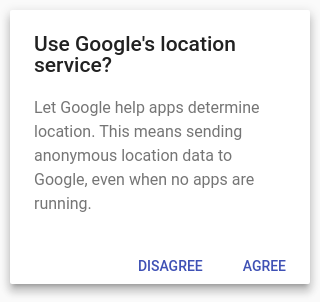 Use Google's location
service?
Let Google help apps determine
location. This means sending
anonymous location data to
Google, even when no apps are
running.
DISAGREE AGREE